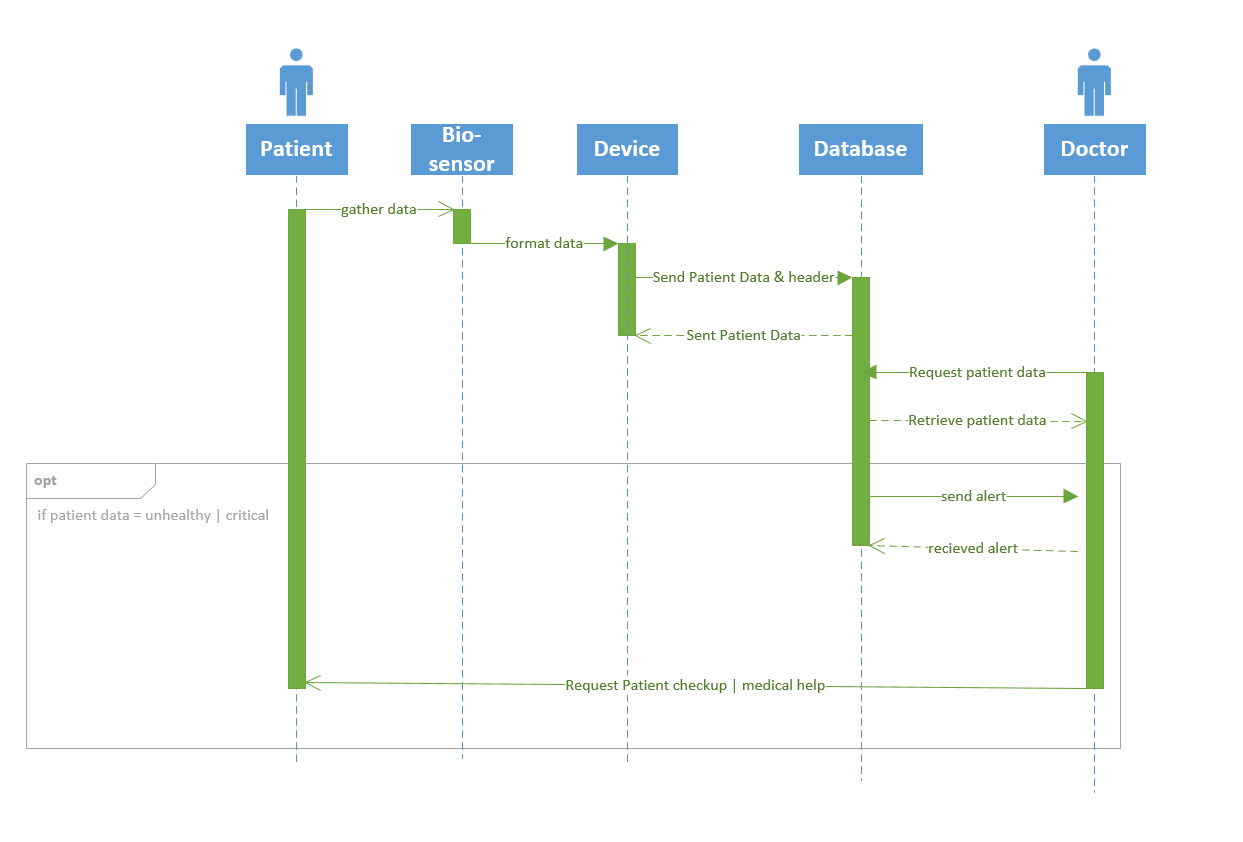 Patient
Bio-
sensor
Device
Database
Doctor
gather data
format data
Send Patient Data & header
Sent Patient Data
Request patient data
Retrieve patient data
opt
if patient data = unhealthy | critical
send alert
recieved alert
Request Patient checkup | medical help